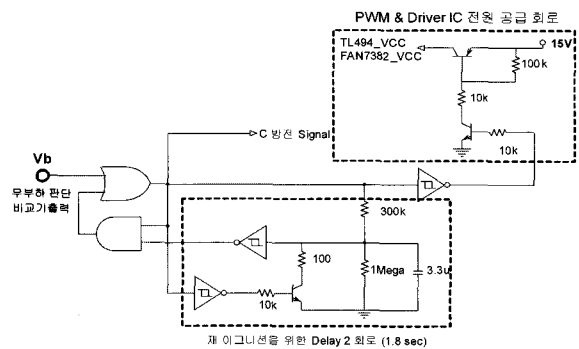 PWM & Driver IC 전원 공급 회로
TL494_VCC
FAN7382_VCC
15V
100k
10k
10k
C 방전 Signal
Vb
무부하 판단
비교기출력
300k
100
1Mega
3.3u
10k
재 이그니션을 위한 Delay 2 회로 (1.8 sec)